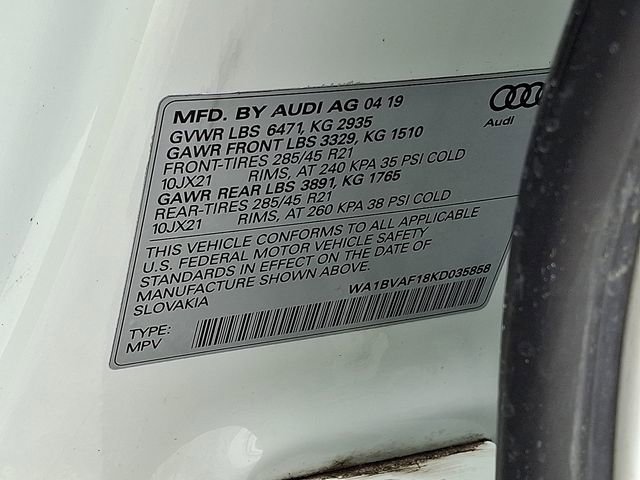 MFD. BY AUDI AG 04 19
GVWR LBS 6471, KG 2935
GAWR FRONT LBS 3329, KG 1510
FRONT-TIRES 285/45 R21
10JX21 RIMS, AT 240 KPA 35 PSI COLD
GAWR REAR LBS 3891, KG 1765
REAR-TIRES 285/45 R21
10JX21 RIMS, AT 260 KPA 38 PSI COLD
Audi
THIS VEHICLE CONFORMS TO ALL APPLICABLE
U.S. FEDERAL MOTOR VEHICLE SAFETY
STANDARDS IN EFFECT ON THE DATE OF
MANUFACTURE SHOWN ABOVE.
SLOVAKIA
WA1BVAF18KD035858
TYPE:
MPV